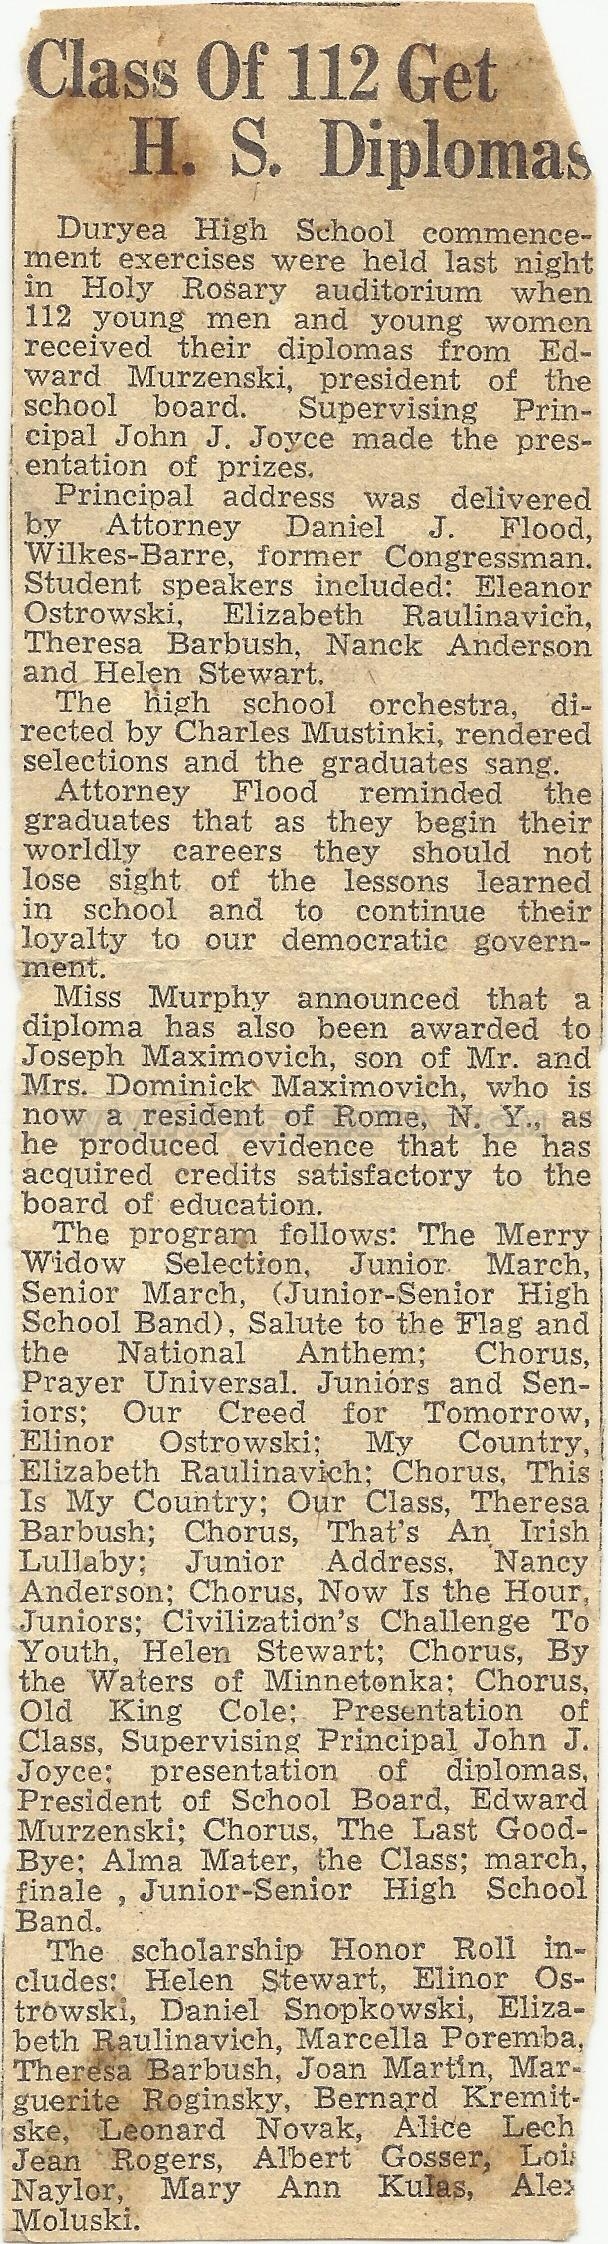 Class Of 112 Get
H. S. Diplomas
Duryea High School commence-
ment exercises were held last night
in Holy Rosary auditorium when
112 young men and young women
received their diplomas from Ed-
ward Murzenski, president of the
school board. Supervising Prin-
cipal John J. Joyce made the pres-
entation of prizes.
Principal address was delivered
by Attorney Daniel J. Flood,
Wilkes-Barre, former Congressman.
Student speakers included: Eleanor
Ostrowski, Elizabeth Raulinavich,
Theresa Barbush, Nanck Anderson
and Helen Stewart.
The high school orchestra, di-
rected by Charles Mustinki, rendered
selections and the graduates sang.
Attorney Flood reminded the
graduates that as they begin their
worldly careers they should not
lose sight of the lessons learned
in school and to continue their
loyalty to our democratic govern-
ment.
Miss Murphy announced that a
diploma has also been awarded to
Joseph Maximovich, son of Mr. and
Mrs. Dominick Maximovich, who is
now a resident of Rome, N. Y., as
he produced evidence that he has
acquired credits satisfactory to the
board of education.
The program follows: The Merry
Widow Selection, Junior March,
Senior March, (Junior-Senior High
School Band), Salute to the Flag and
the National Anthem; Chorus,
Prayer Universal. Juniors and Sen-
iors; Our Creed for Tomorrow,
Elinor Ostrowski; My Country,
Elizabeth Raulinavich; Chorus, This
Is My Country; Our Class, Theresa
Barbush; Chorus, That's An Irish
Lullaby; Junior Address, Nancy
Anderson; Chorus, Now Is the Hour,
Juniors; Civilization's Challenge To
Youth, Helen Stewart; Chorus, By
the Waters of Minnetonka; Chorus,
Old King Cole; Presentation of
Class, Supervising Principal John J.
Joyce; presentation of diplomas,
President of School Board, Edward
Murzenski; Chorus, The Last Good-
Bye; Alma Mater, the Class; march,
finale , Junior-Senior High School
Band.
The scholarship Honor Roll in-
cludes: Helen Stewart, Elinor Os-
trowski, Daniel Snopkowski, Eliza-
beth Raulinavich, Marcella Poremba,
Theresa Barbush, Joan Martin, Mar-
guerite Roginsky, Bernard Kremit-
ske, Leonard Novak, Alice Lech
Jean Rogers, Albert Gosser, Lois
Naylor, Mary Ann Kulas, Alex
Moluski.